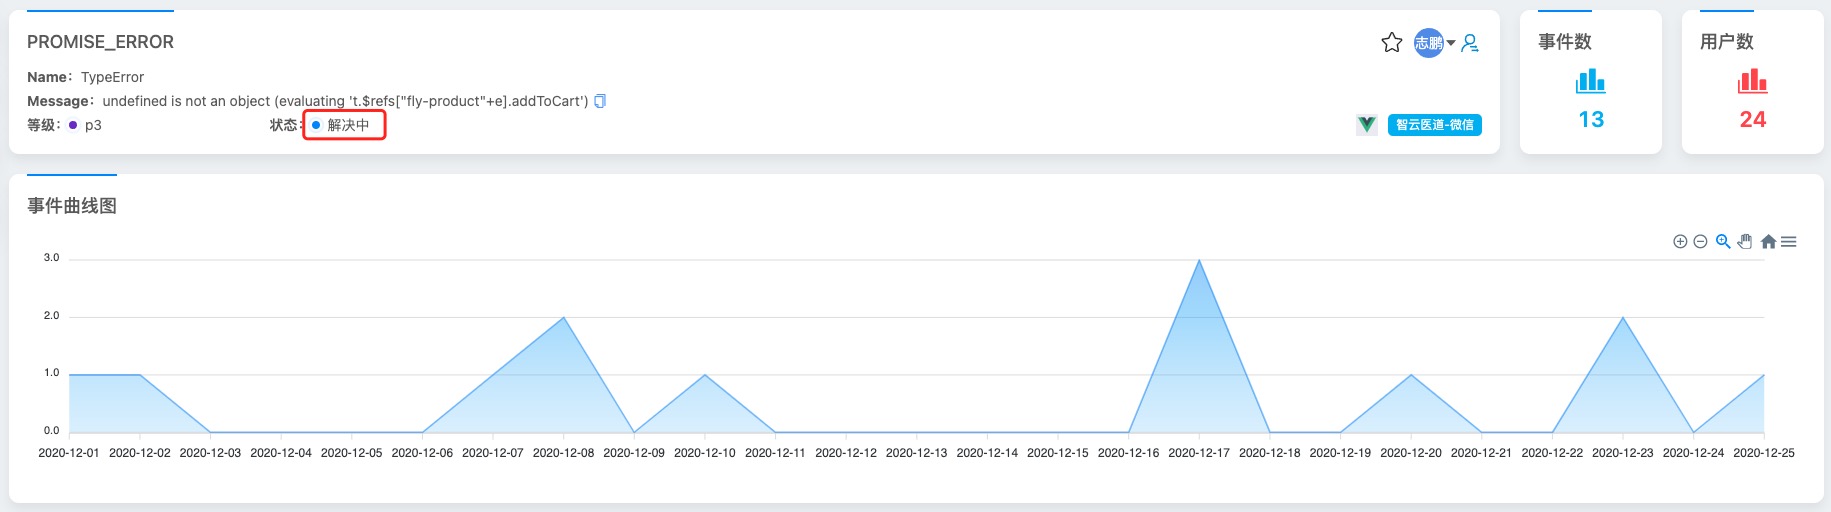 PROMISE_ERROR
志鹏
Name： TypeError
Message： undefined is not an object (evaluating 't.$refs["fly-product"+e].addToCart')
等级: p3 状态: 解决中
智云医道-微信
事件数
13
用户数
24
事件曲线图
3.0
2.0
1.0
0.0
2020-12-01 2020-12-02 2020-12-03 2020-12-04 2020-12-05 2020-12-06 2020-12-07 2020-12-08 2020-12-09 2020-12-10 2020-12-11 2020-12-12 2020-12-13 2020-12-14 2020-12-15 2020-12-16 2020-12-17 2020-12-18 2020-12-19 2020-12-20 2020-12-21 2020-12-22 2020-12-23 2020-12-24 2020-12-25